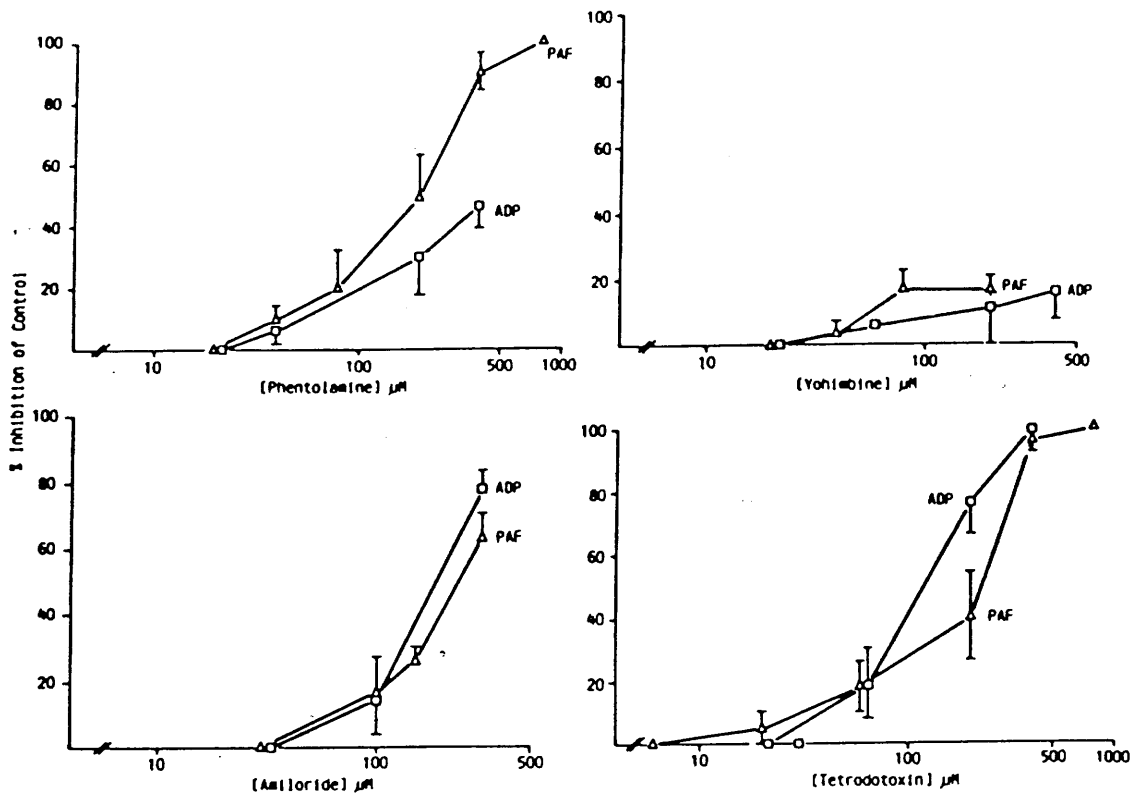 % Inhibition of Control
100
80
60
40
20
PAF
ADP
10
100
500
1000
[Phentolamine] µM
100
80
60
40
20
PAF
ADP
10
100
500
[Yohimbine] µM
100
80
60
40
20
ADP
PAF
10
100
500
[Amiloride] µM
100
80
60
40
20
ADP
PAF
10
100
500
1000
[Tetrodotoxin] µM